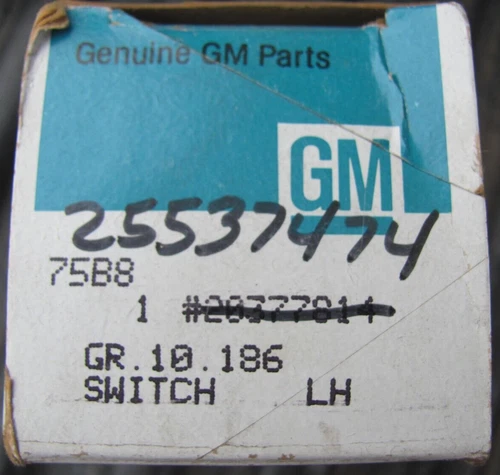 Genuine GM Parts
GM
25537474
75B8
1 #20377814
GR.10.186
SWITCH LH